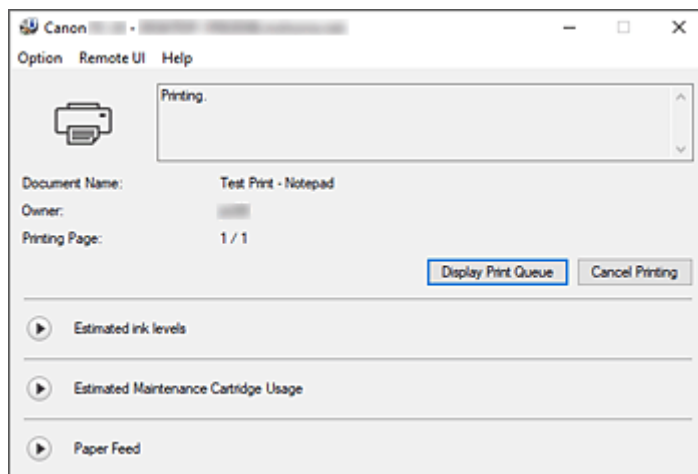 Canon -
Option Remote UI Help
Printing.
Document Name: Test Print - Notepad
Owner:
Printing Page: 1 / 1
Display Print Queue Cancel Printing
Estimated ink levels
Estimated Maintenance Cartridge Usage
Paper Feed